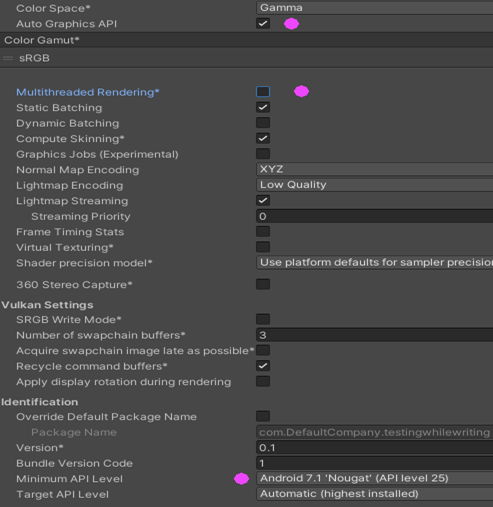 Color Space* Gamma
Auto Graphics API
Color Gamut*
sRGB
Multithreaded Rendering*
Static Batching
Dynamic Batching
Compute Skinning*
Graphics Jobs (Experimental)
Normal Map Encoding XYZ
Lightmap Encoding Low Quality
Lightmap Streaming
Streaming Priority 0
Frame Timing Stats
Virtual Texturing*
Shader precision model* Use platform defaults for sampler precisio
360 Stereo Capture*
Vulkan Settings
SRGB Write Mode*
Number of swapchain buffers* 3
Acquire swapchain image late as possible*
Recycle command buffers*
Apply display rotation during rendering
Identification
Override Default Package Name
Package Name com.DefaultCompany.testingwhilewriting
Version* 0.1
Bundle Version Code 1
Minimum API Level Android 7.1 'Nougat' (API level 25)
Target API Level Automatic (highest installed)